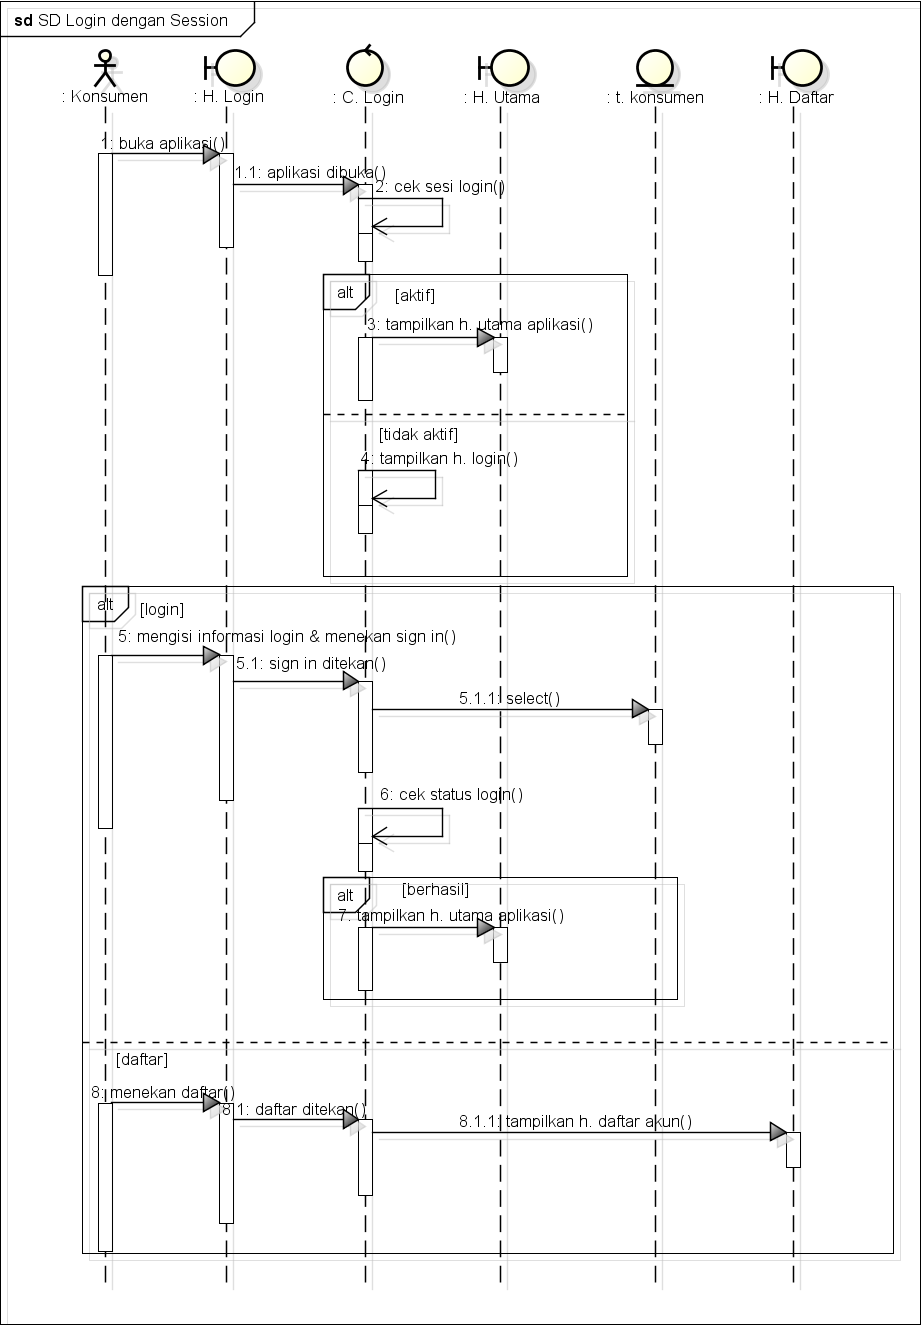 sd SD Login dengan Session
: Konsumen
: H. Login
: C. Login
: H. Utama
: t. konsumen
: H. Daftar
1: buka aplikasi()
1.1: aplikasi dibuka()
2: cek sesi login()
alt
[aktif]
3: tampilkan h. utama aplikasi()
[tidak aktif]
4: tampilkan h. login()
alt
[login]
5: mengisi informasi login & menekan sign in()
5.1: sign in ditekan()
5.1.1: select()
6: cek status login()
alt
[berhasil]
7: tampilkan h. utama aplikasi()
[daftar]
8: menekan daftar()
8.1: daftar ditekan()
8.1.1: tampilkan h. daftar akun()